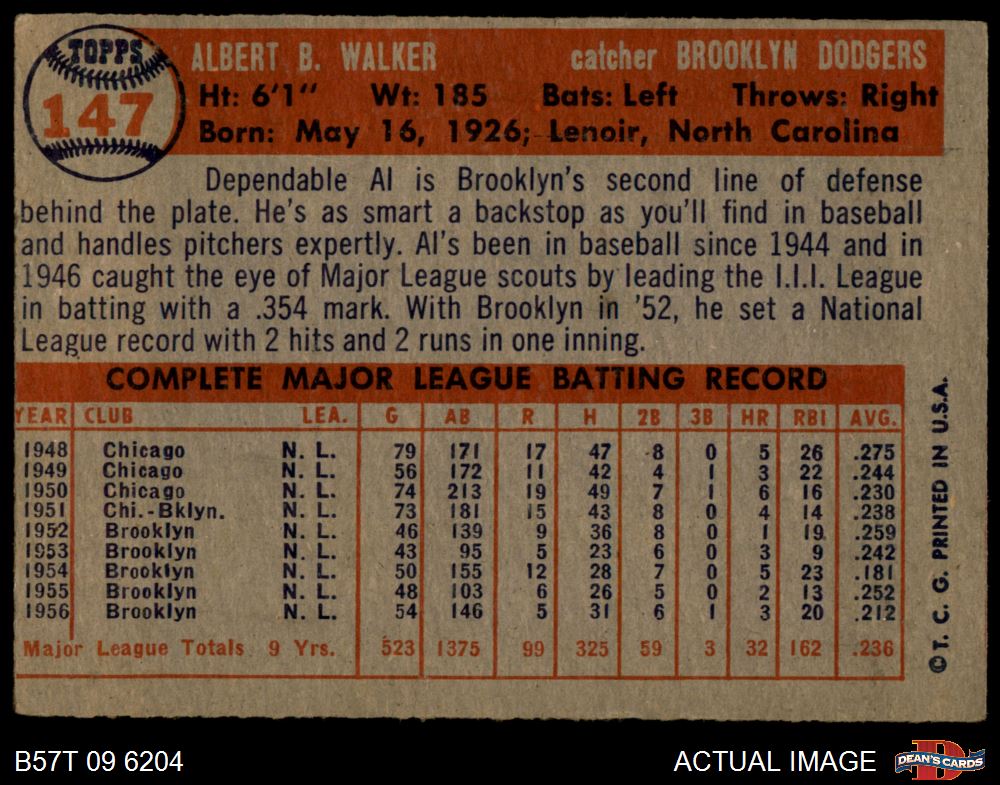 TOPPS
147
ALBERT B. WALKER catcher BROOKLYN DODGERS
Ht: 6'1" Wt: 185 Bats: Left Throws: Right
Born: May 16, 1926; Lenoir, North Carolina
Dependable Al is Brooklyn's second line of defense
behind the plate. He's as smart a backstop as you'll find in baseball
and handles pitchers expertly. Al's been in baseball since 1944 and in
1946 caught the eye of Major League scouts by leading the I.I.I. League
in batting with a .354 mark. With Brooklyn in '52, he set a National
League record with 2 hits and 2 runs in one inning.
COMPLETE MAJOR LEAGUE BATTING RECORD
YEAR CLUB LEA. G AB R H 2B 3B HR RBI AVG.
1948 Chicago N. L. 79 171 17 47 8 0 5 26 .275
1949 Chicago N. L. 56 172 11 42 4 1 3 22 .244
1950 Chicago N. L. 74 213 19 49 7 1 6 16 .230
1951 Chi.-Bklyn. N. L. 73 181 15 43 8 0 4 14 .238
1952 Brooklyn N. L. 46 139 9 36 8 0 1 19 .259
1953 Brooklyn N. L. 43 95 5 23 6 0 3 9 .242
1954 Brooklyn N. L. 50 155 12 28 7 0 5 23 .181
1955 Brooklyn N. L. 48 103 6 26 5 0 2 13 .252
1956 Brooklyn N. L. 54 146 5 31 6 1 3 20 .212
Major League Totals 9 Yrs. 523 1375 99 325 59 3 32 162 .236
© T. C. G. PRINTED IN U.S.A.
B57T 09 6204 ACTUAL IMAGE
D
DEAN'S CARDS